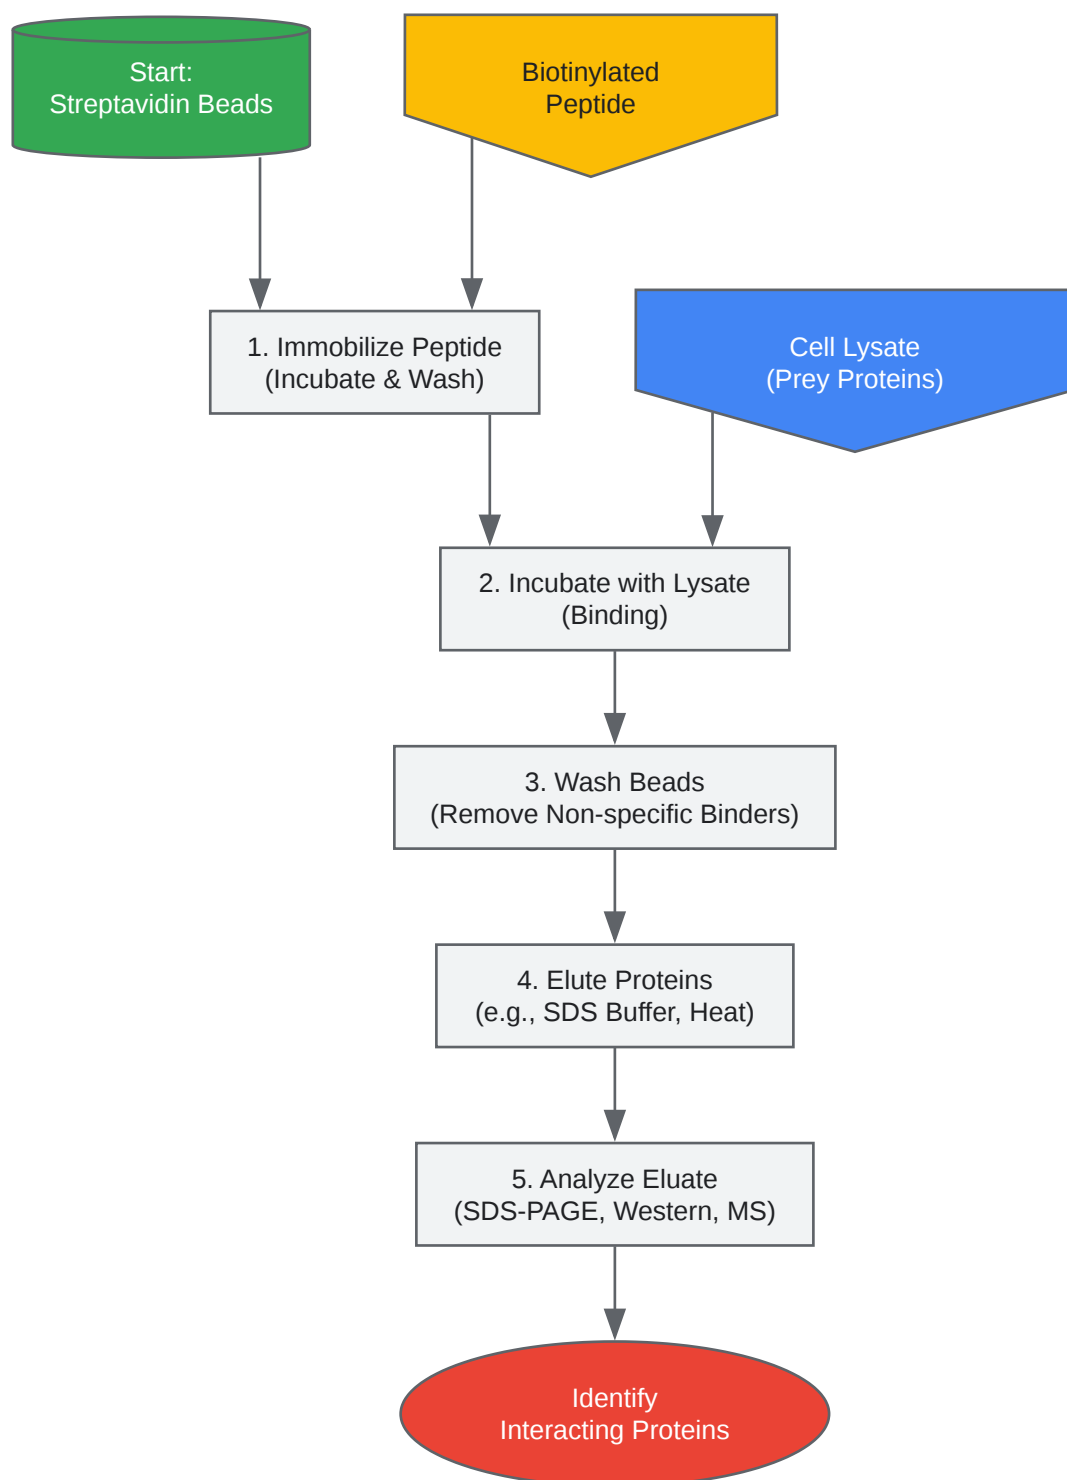 Start:
Streptavidin Beads
Biotinylated
Peptide
1. Immobilize Peptide
(Incubate & Wash)
Cell Lysate
(Prey Proteins)
2. Incubate with Lysate
(Binding)
3. Wash Beads
(Remove Non-specific Binders)
4. Elute Proteins
(e.g., SDS Buffer, Heat)
5. Analyze Eluate
(SDS-PAGE, Western, MS)
Identify
Interacting Proteins